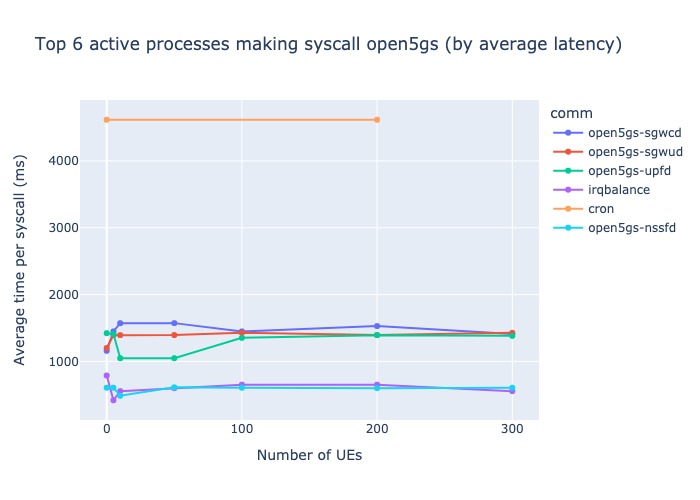 Top 6 active processes making syscall open5gs (by average latency)
comm
open5gs-sgwcd
open5gs-sgwud
open5gs-upfd
irqbalance
cron
open5gs-nssfd
Average time per syscall (ms)
4000
3000
2000
1000
0 100 200 300
Number of UEs